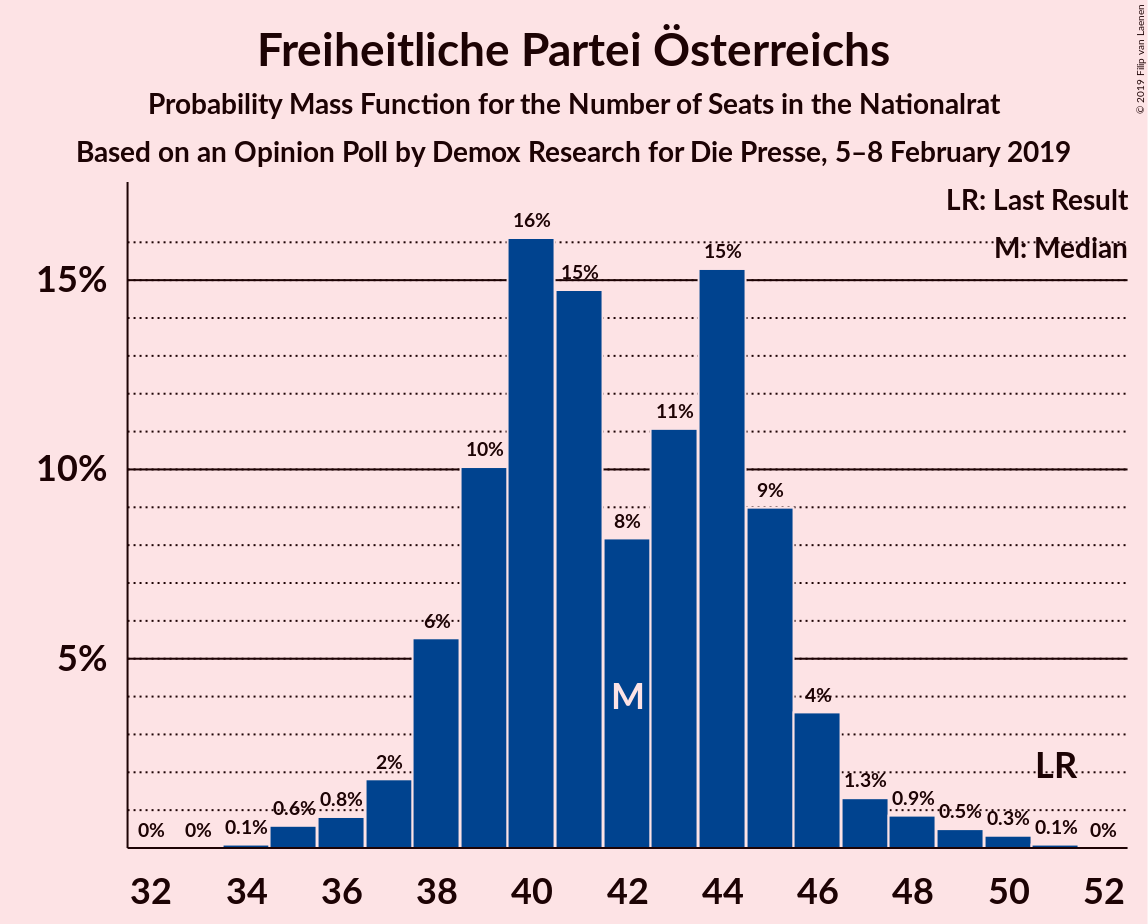 Freiheitliche Partei Österreichs
Probability Mass Function for the Number of Seats in the Nationalrat
Based on an Opinion Poll by Demox Research for Die Presse, 5–8 February 2019
© 2019 Filip van Laenen
LR: Last Result
M: Median
15%
10%
5%
0%
0%
0.1%
0.6%
0.8%
2%
6%
10%
16%
15%
8%
11%
15%
9%
4%
1.3%
0.9%
0.5%
0.3%
0.1%
0%
M
LR
32 34 36 38 40 42 44 46 48 50 52